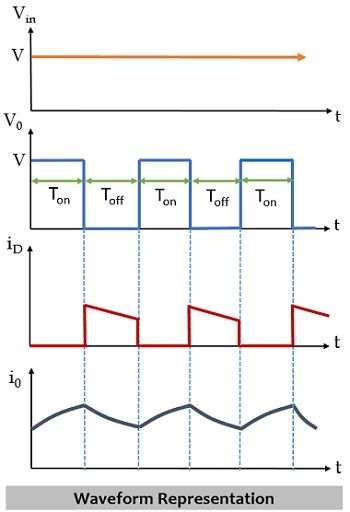 Vin
V
t
V0
V
Ton Toff Ton Toff Ton
t
iD
t
i0
t
Waveform Representation